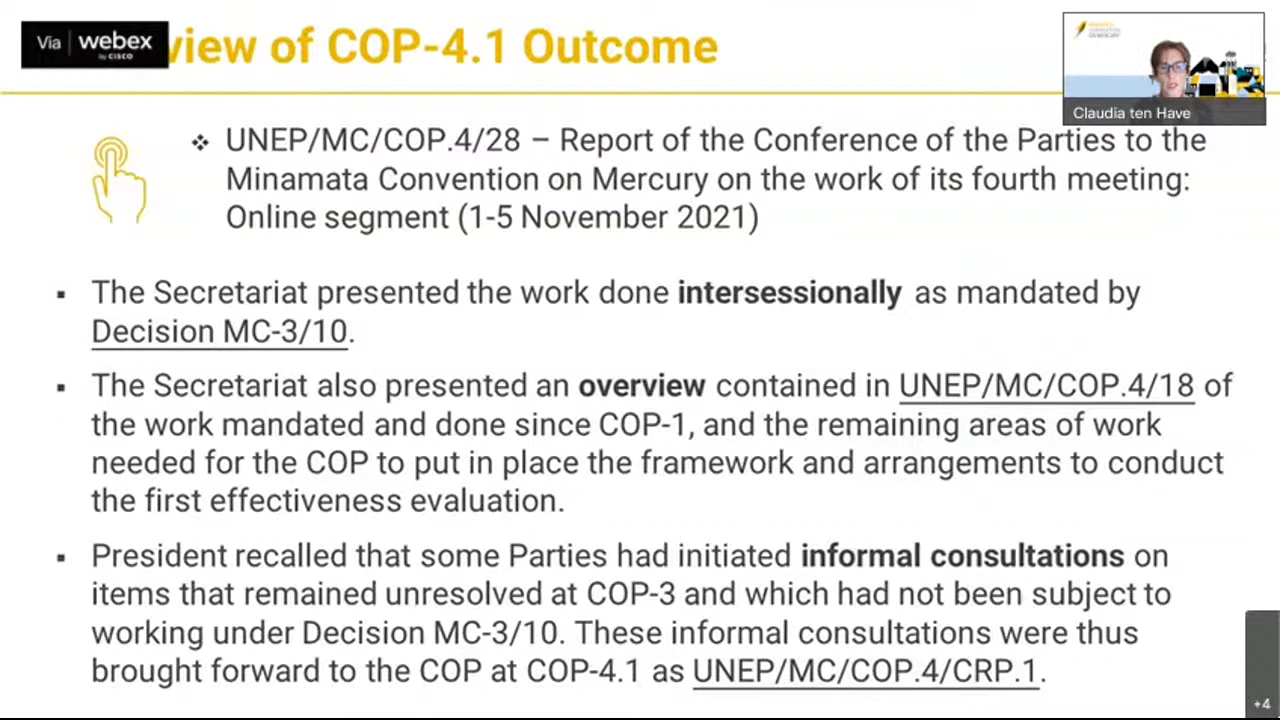 Via webex
by CISCO
view of COP-4.1 Outcome
Claudia ten Have
❖ UNEP/MC/COP.4/28 – Report of the Conference of the Parties to the
Minamata Convention on Mercury on the work of its fourth meeting:
Online segment (1-5 November 2021)
▪ The Secretariat presented the work done intersessionally as mandated by
Decision MC-3/10.
▪ The Secretariat also presented an overview contained in UNEP/MC/COP.4/18 of
the work mandated and done since COP-1, and the remaining areas of work
needed for the COP to put in place the framework and arrangements to conduct
the first effectiveness evaluation.
▪ President recalled that some Parties had initiated informal consultations on
items that remained unresolved at COP-3 and which had not been subject to
working under Decision MC-3/10. These informal consultations were thus
brought forward to the COP at COP-4.1 as UNEP/MC/COP.4/CRP.1.
+4